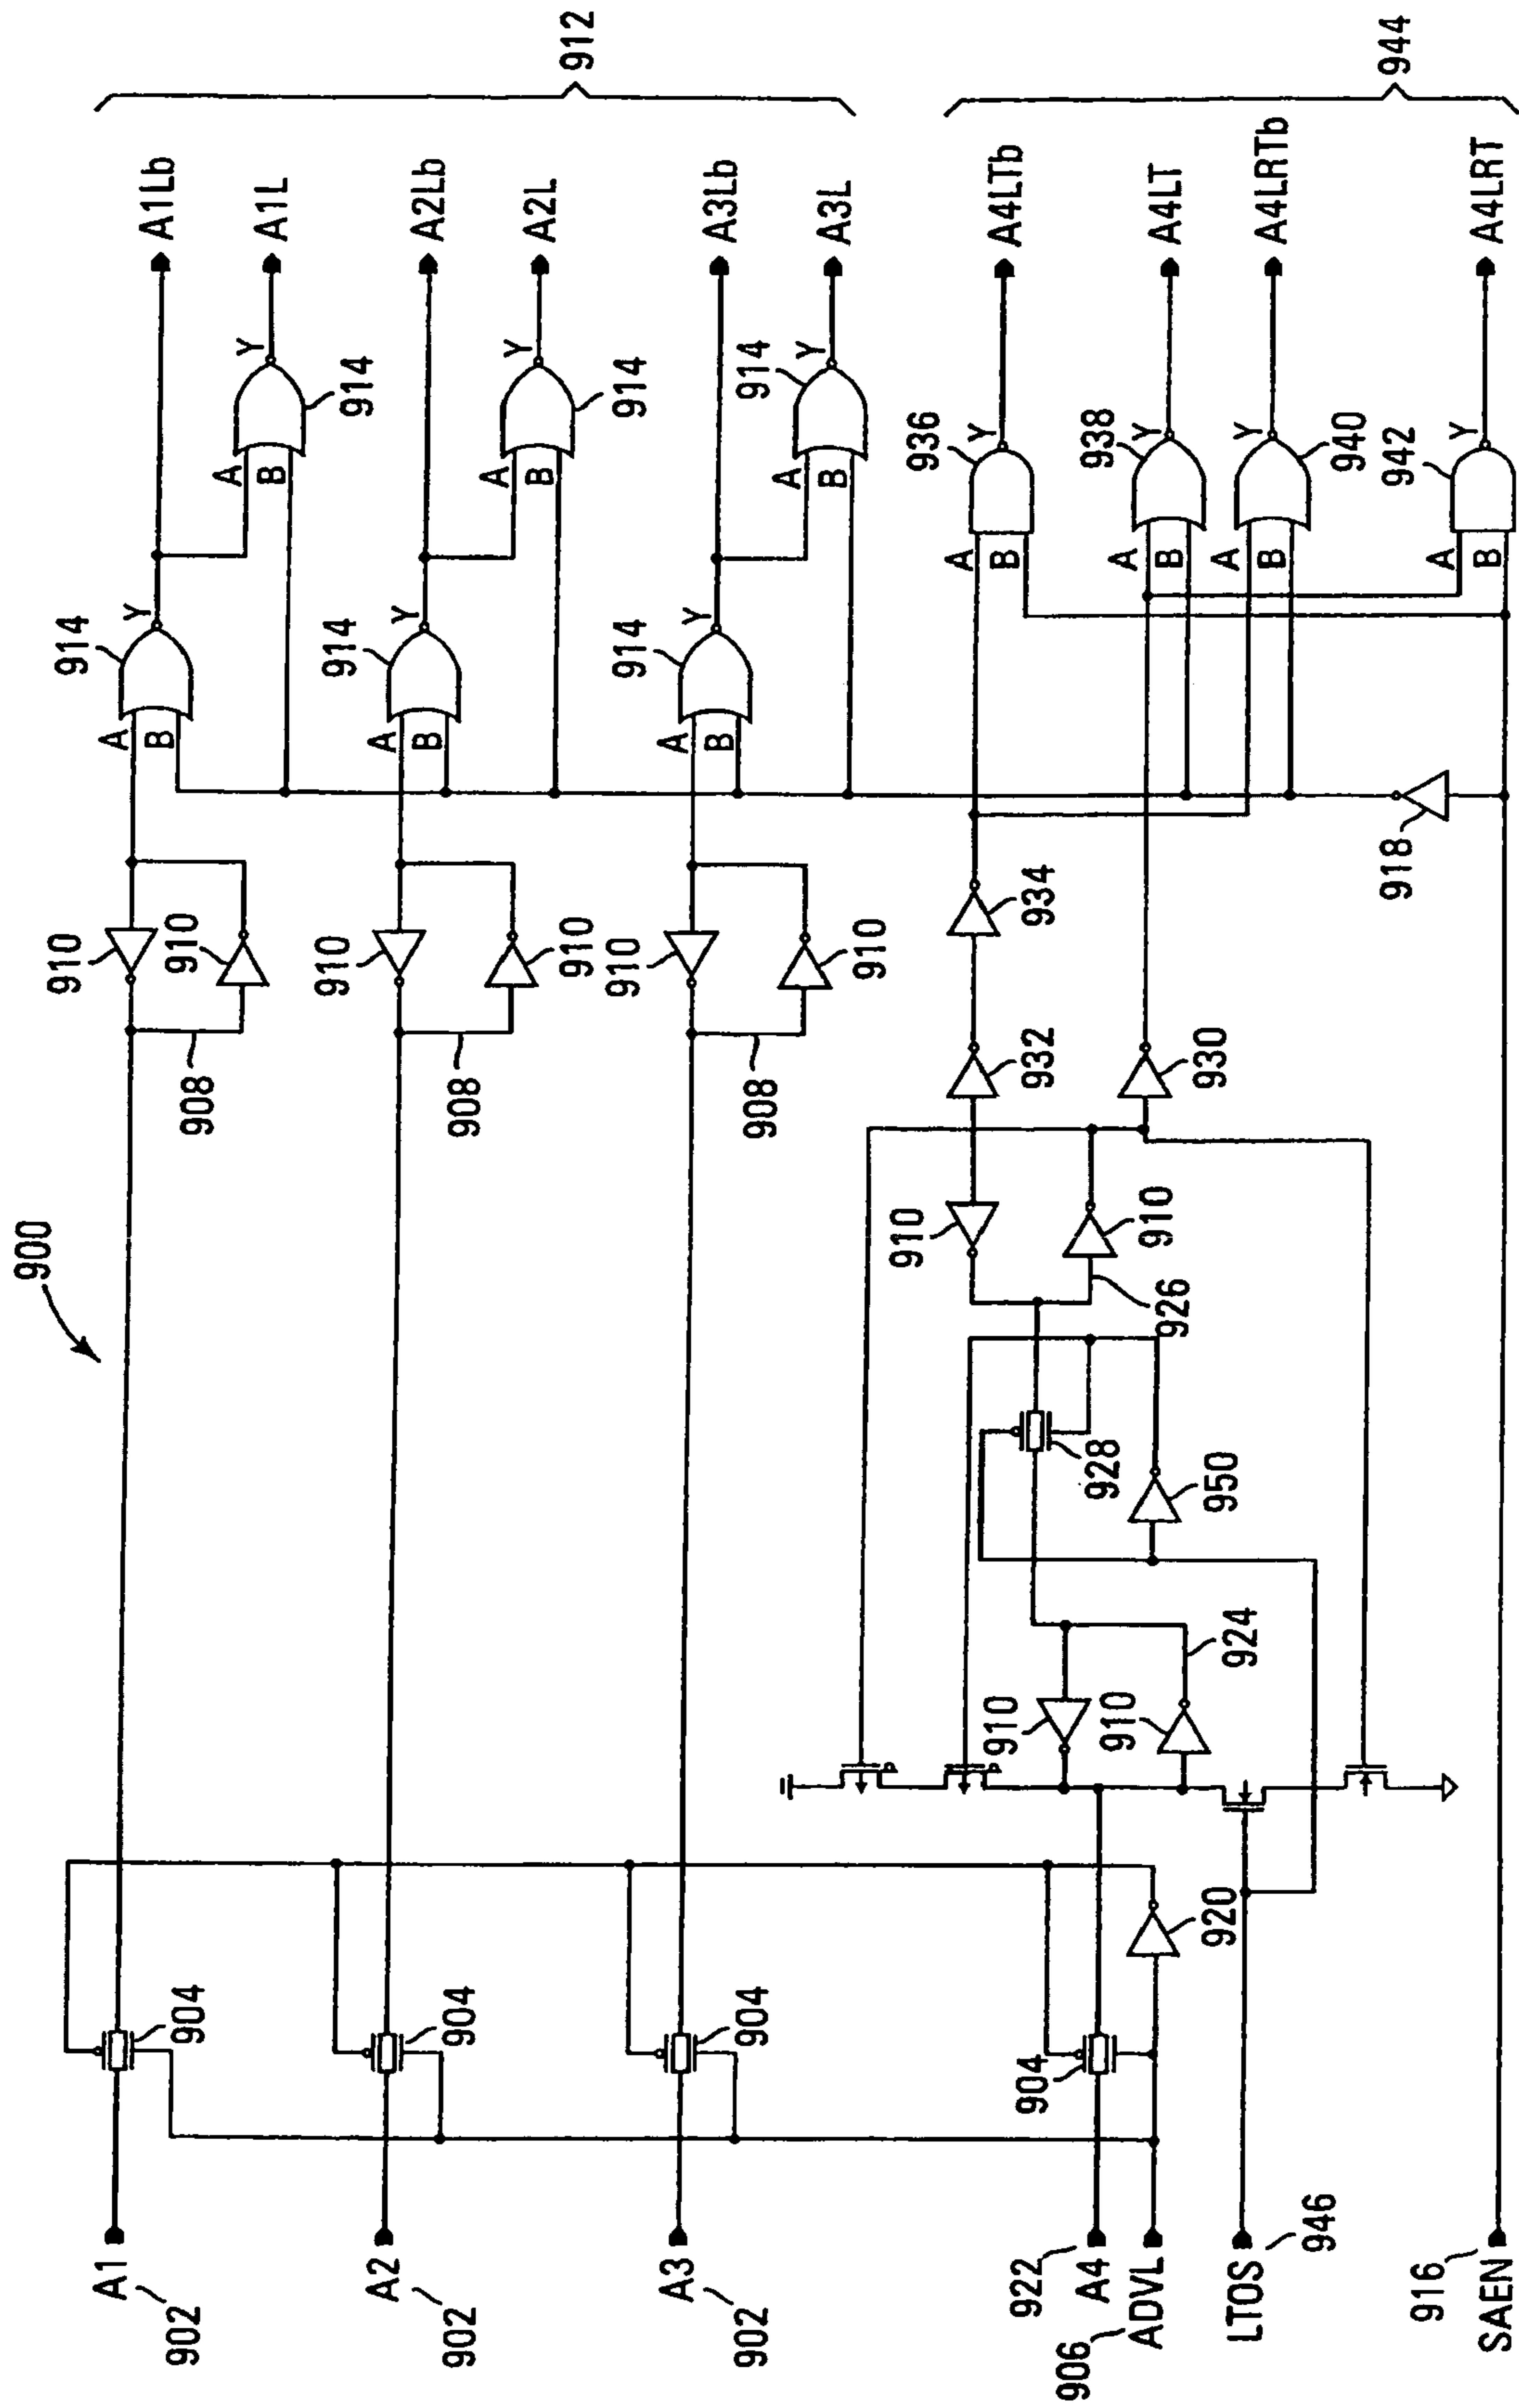 900
A1
902
904
908
910
910
A
B
914
Y
A
B
914
Y
A1Lb
A1L
A2
902
904
908
910
910
A
B
914
Y
A
B
914
Y
A2Lb
A2L
A3
902
904
908
910
910
A
B
914
Y
A
B
914
Y
A3Lb
A3L
912
922
A4
904
906
ADVL
920
LTOS
946
910
910
924
928
950
926
910
910
932
934
930
918
916
SAEN
A
B
936
Y
A4LTb
A
B
938
Y
A4LT
A
B
940
Y
A4LRTb
A
B
942
Y
A4LRT
944